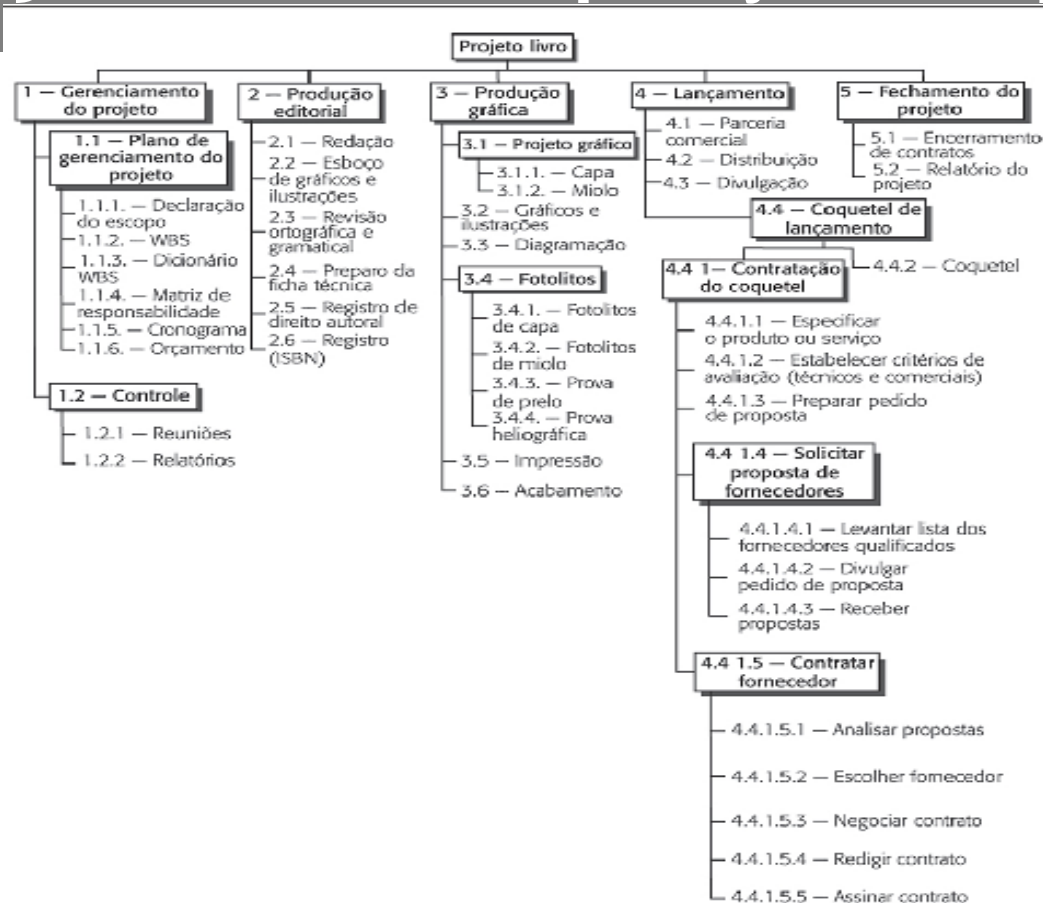 Projeto livro
1 — Gerenciamento
do projeto
1.1 — Plano de
gerenciamento do
projeto
1.1.1. — Declaração
do escopo
1.1.2. — WBS
1.1.3. — Dicionário
WBS
1.1.4. — Matriz de
responsabilidade
1.1.5. — Cronograma
1.1.6. — Orçamento
1.2 — Controle
1.2.1 — Reuniões
1.2.2 — Relatórios
2 — Produção
editorial
2.1 — Redação
2.2 — Esboço
de gráficos e
ilustrações
2.3 — Revisão
ortográfica e
gramatical
2.4 — Preparo da
ficha técnica
2.5 — Registro de
direito autoral
2.6 — Registro
(ISBN)
3 — Produção
gráfica
3.1 — Projeto gráfico
3.1.1. — Capa
3.1.2. — Miolo
3.2 — Gráficos e
ilustrações
3.3 — Diagramação
3.4 — Fotolitos
3.4.1. — Fotolitos
de capa
3.4.2. — Fotolitos
de miolo
3.4.3. — Prova
de prelo
3.4.4. — Prova
heliográfica
3.5 — Impressão
3.6 — Acabamento
4 — Lançamento
4.1 — Parceria
comercial
4.2 — Distribuição
4.3 — Divulgação
4.4 — Coquetel de
lançamento
4.4 1— Contratação
do coquetel
4.4.1.1 — Especificar
o produto ou serviço
4.4.1.2 — Estabelecer critérios de
avaliação (técnicos e comerciais)
4.4.1.3 — Preparar pedido
de proposta
4.4 1.4 — Solicitar
proposta de
fornecedores
4.4.1.4.1 — Levantar lista dos
fornecedores qualificados
4.4.1.4.2 — Divulgar
pedido de proposta
4.4.1.4.3 — Receber
propostas
4.4 1.5 — Contratar
fornecedor
4.4.1.5.1 — Analisar propostas
4.4.1.5.2 — Escolher fornecedor
4.4.1.5.3 — Negociar contrato
4.4.1.5.4 — Redigir contrato
4.4.1.5.5 — Assinar contrato
4.4.2 — Coquetel
5 — Fechamento do
projeto
5.1 — Encerramento
de contratos
5.2 — Relatório do
projeto